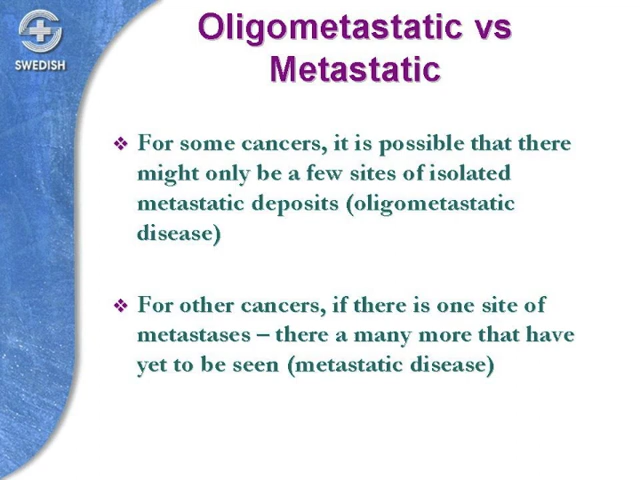 SWEDISH
Oligometastatic vs
Metastatic
❖ For some cancers, it is possible that there
might only be a few sites of isolated
metastatic deposits (oligometastatic
disease)
❖ For other cancers, if there is one site of
metastases – there a many more that have
yet to be seen (metastatic disease)